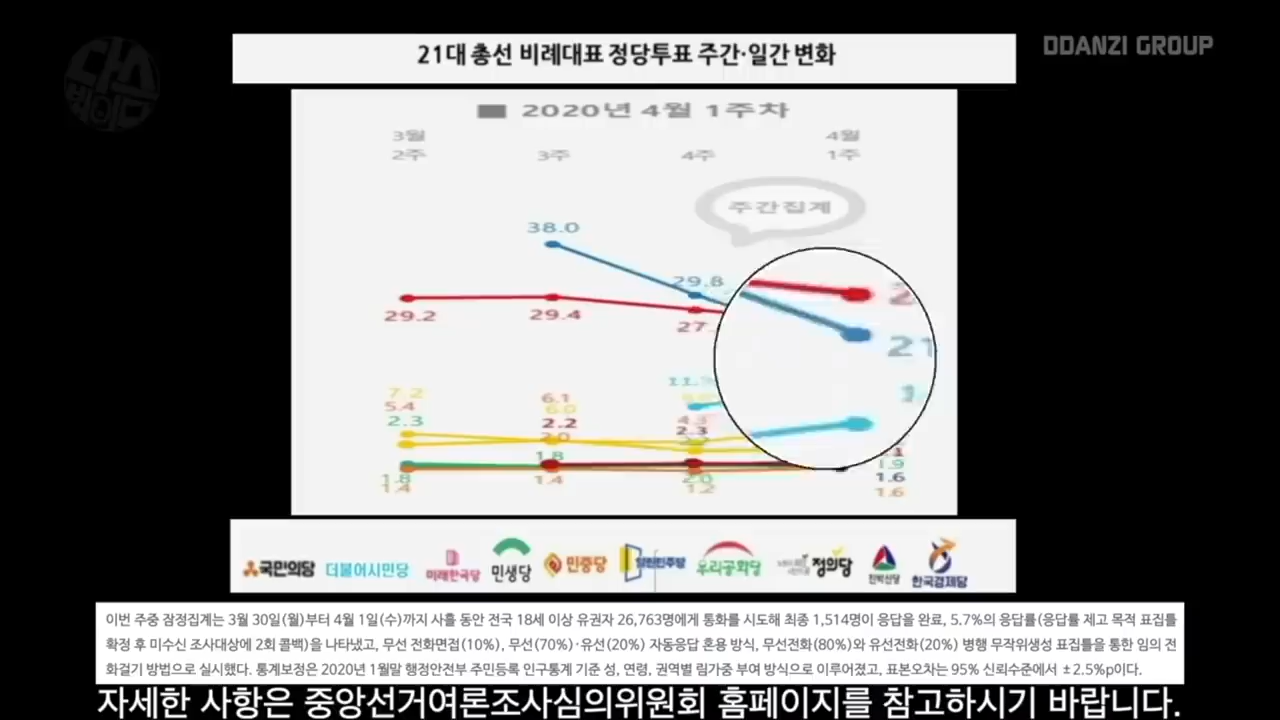 다스뵈이다
DDANZI GROUP
21대 총선 비례대표 정당투표 주간·일간 변화
2020년 4월 1주차
3월 4월
2주 3주 4주 1주
주간집계
38.0
29.8
29.2 29.4 27.
2
21
7.2 6.1
5.4 6.0 4.3
2.3 2.2 2.3
2.0
1.8
1.8 1.4 2.0
1.4 1.2
1.9
1.6
1.6
국민의당 더불어시민당 미래한국당 민생당 민중당 열린민주당 우리공화당 정의당 친박신당 한국경제당
이번 주중 잠정집계는 3월 30일(월)부터 4월 1일(수)까지 사흘 동안 전국 18세 이상 유권자 26,763명에게 통화를 시도해 최종 1,514명이 응답을 완료, 5.7%의 응답률(응답률 제고 목적 표집틀
확정 후 미수신 조사대상에 2회 콜백)을 나타냈고, 무선 전화면접(10%), 무선(70%)·유선(20%) 자동응답 혼용 방식, 무선전화(80%)와 유선전화(20%) 병행 무작위생성 표집틀을 통한 임의 전
화걸기 방법으로 실시했다. 통계보정은 2020년 1월말 행정안전부 주민등록 인구통계 기준 성, 연령, 권역별 림가중 부여 방식으로 이루어졌고, 표본오차는 95% 신뢰수준에서 ±2.5%p이다.
자세한 사항은 중앙선거여론조사심의위원회 홈페이지를 참고하시기 바랍니다.